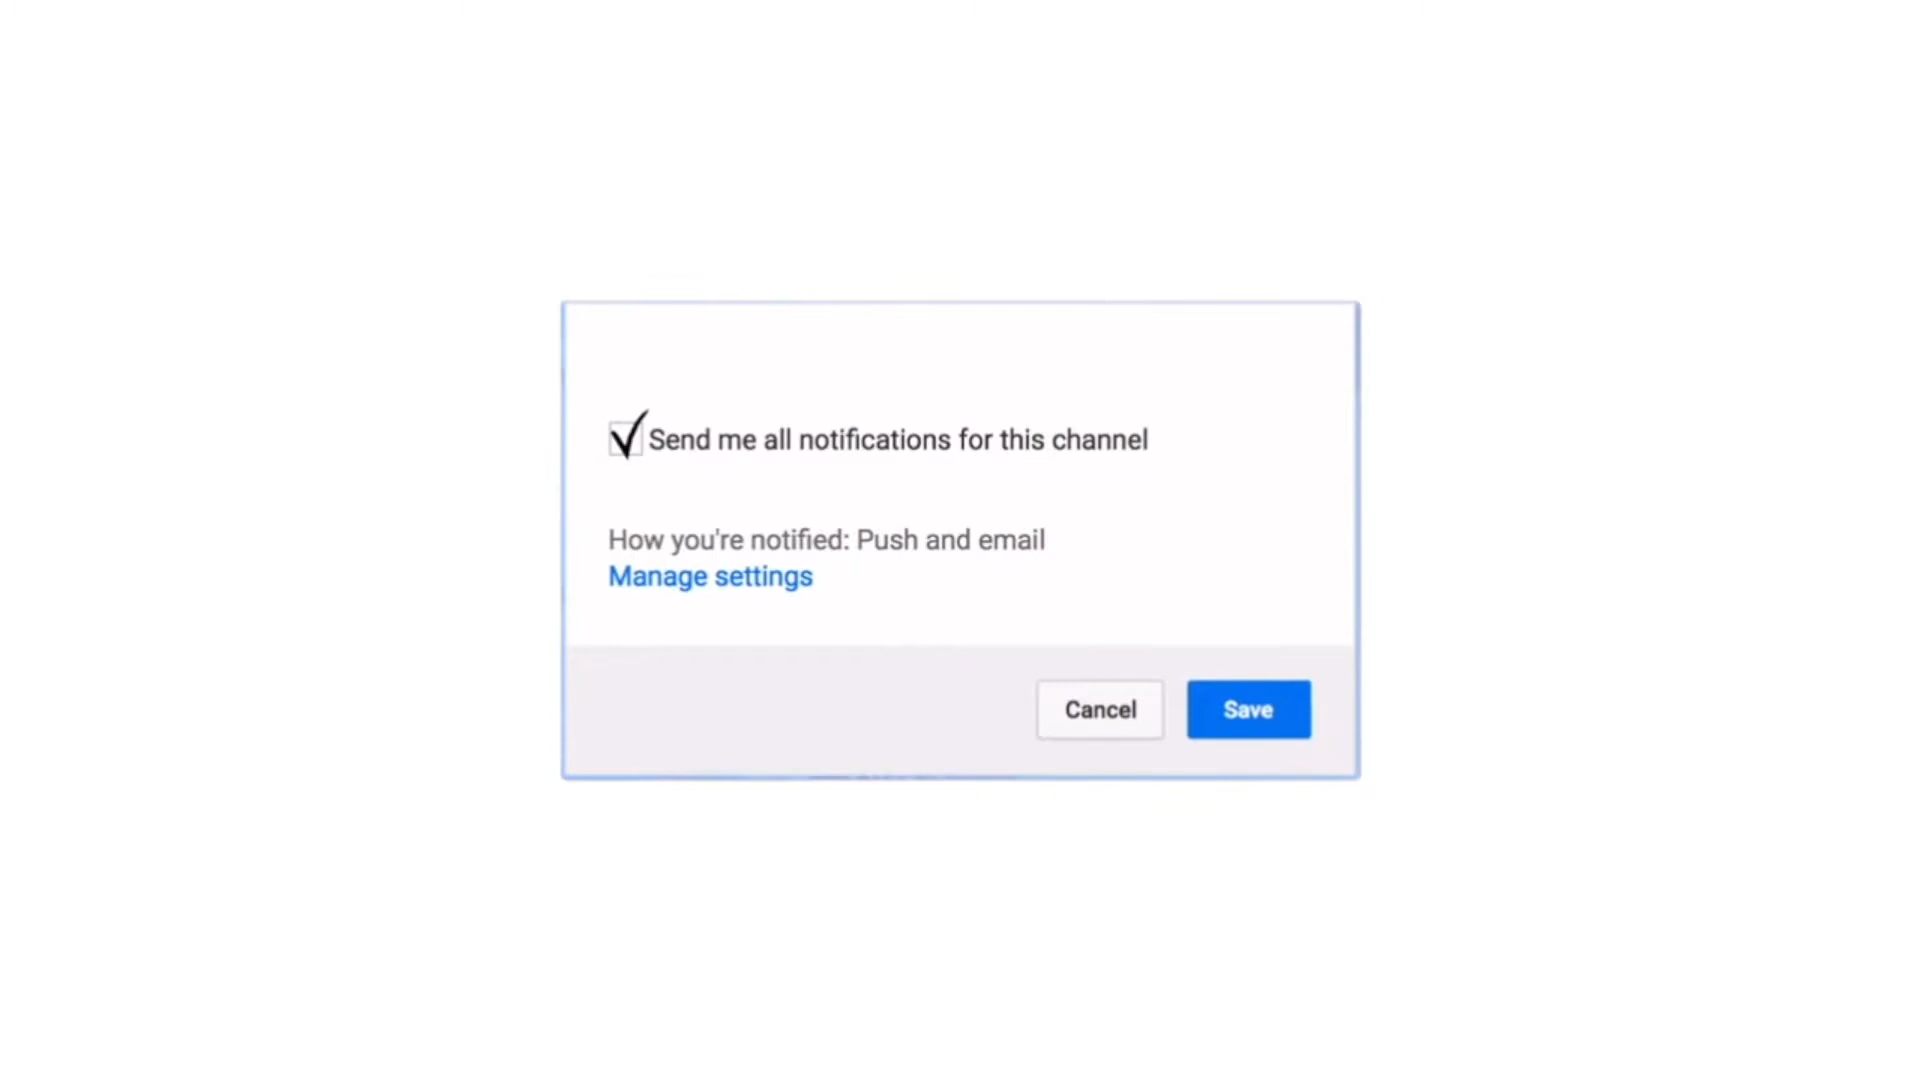 Send me all notifications for this channel
How you're notified: Push and email
Manage settings
Cancel
Save